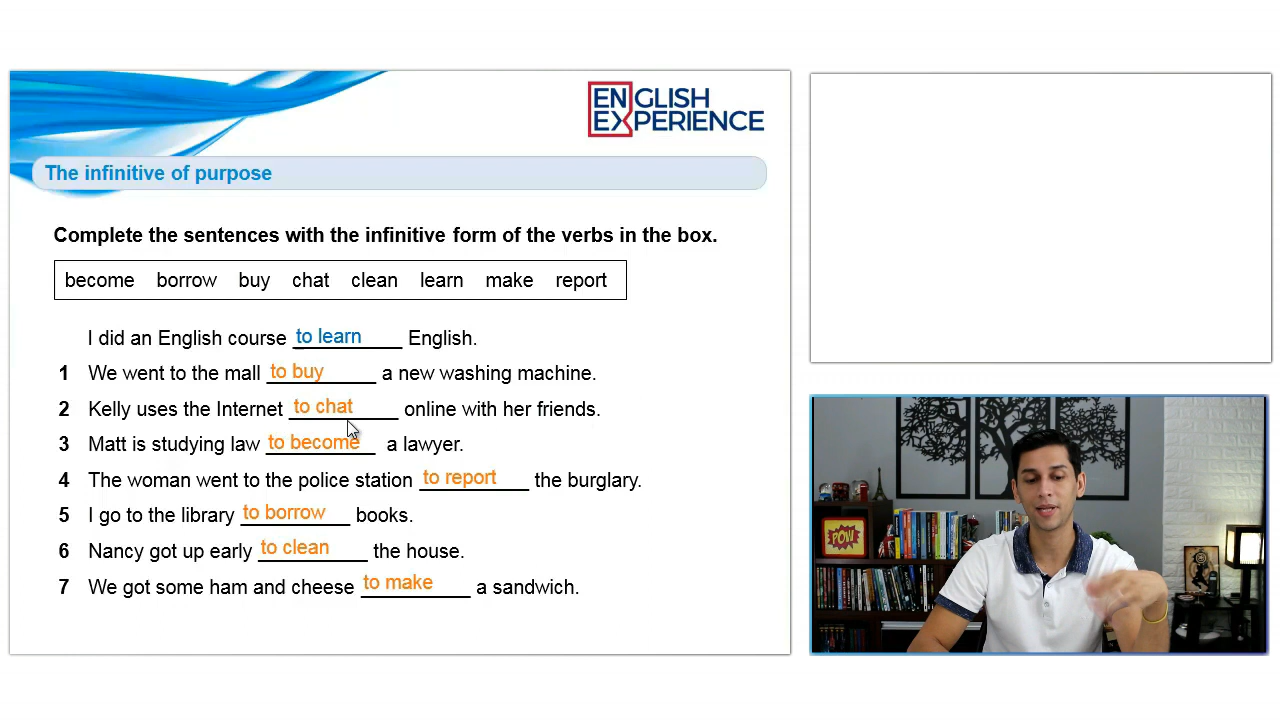 ENGLISH
EXPERIENCE
The infinitive of purpose
Complete the sentences with the infinitive form of the verbs in the box.
become borrow buy chat clean learn make report
I did an English course to learn English.
1 We went to the mall to buy a new washing machine.
2 Kelly uses the Internet to chat online with her friends.
3 Matt is studying law to become a lawyer.
4 The woman went to the police station to report the burglary.
5 I go to the library to borrow books.
6 Nancy got up early to clean the house.
7 We got some ham and cheese to make a sandwich.
POW!